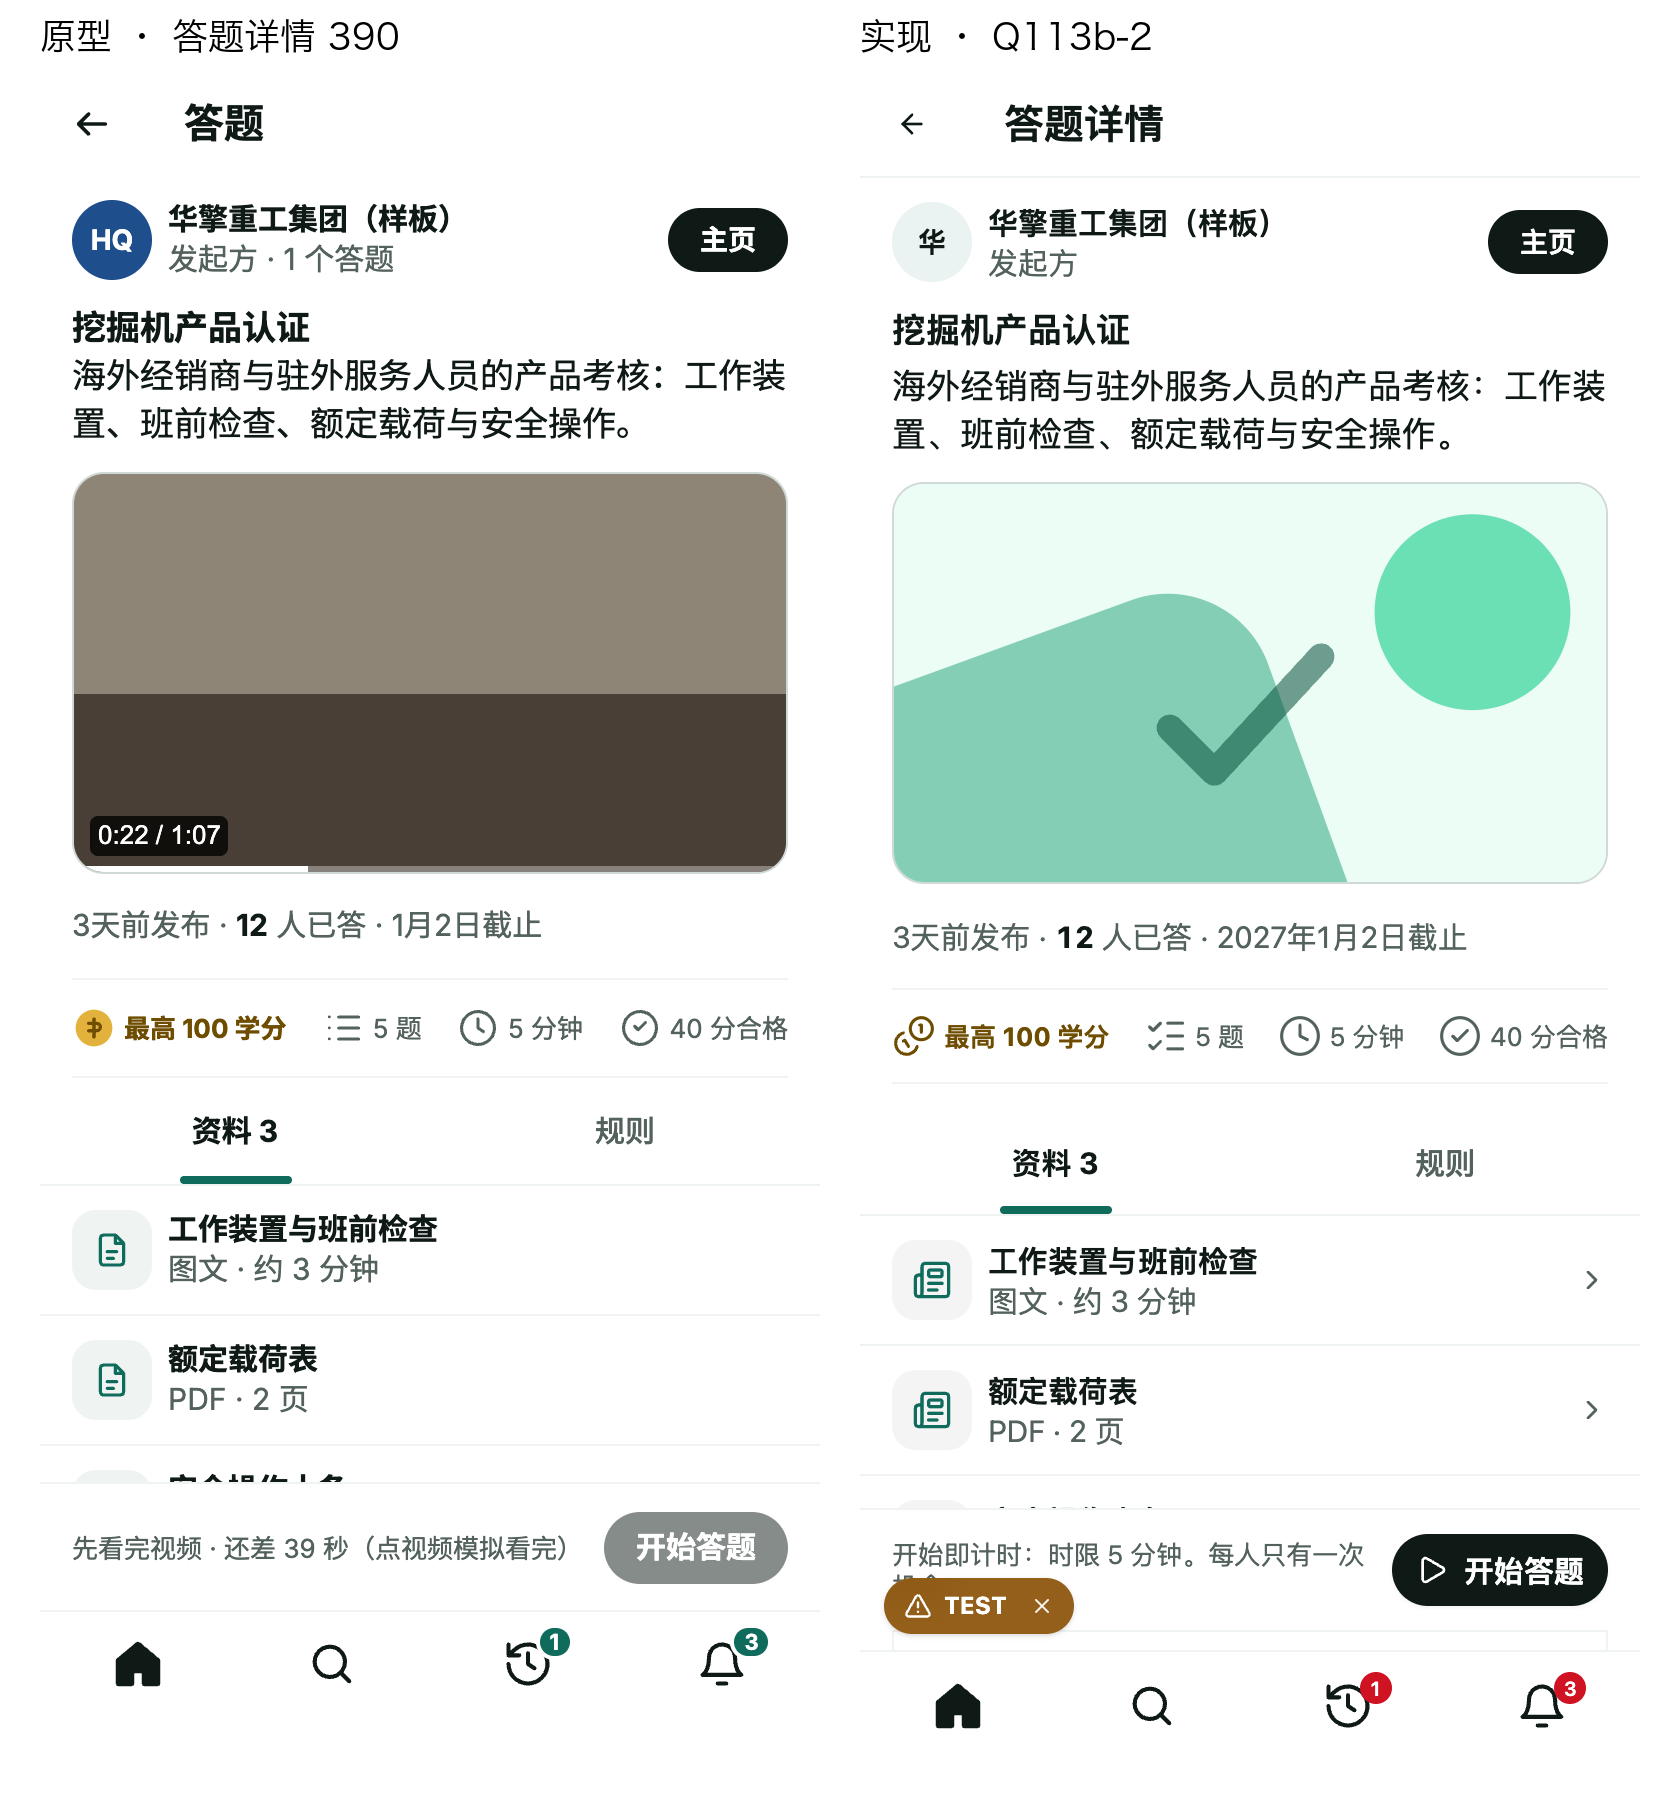 原型 · 答题详情 390
答题
HQ
华擎重工集团（样板）
发起方 · 1 个答题
主页
挖掘机产品认证
海外经销商与驻外服务人员的产品考核：工作装
置、班前检查、额定载荷与安全操作。
0:22 / 1:07
3天前发布 · 12 人已答 · 1月2日截止
最高 100 学分
5 题
5 分钟
40 分合格
资料 3
规则
工作装置与班前检查
图文 · 约 3 分钟
额定载荷表
PDF · 2 页
先看完视频 · 还差 39 秒（点视频模拟看完）
开始答题
1
3
实现 · Q113b-2
答题详情
华
华擎重工集团（样板）
发起方
主页
挖掘机产品认证
海外经销商与驻外服务人员的产品考核：工作装
置、班前检查、额定载荷与安全操作。
3天前发布 · 12 人已答 · 2027年1月2日截止
最高 100 学分
5 题
5 分钟
40 分合格
资料 3
规则
工作装置与班前检查
图文 · 约 3 分钟
额定载荷表
PDF · 2 页
开始即计时：时限 5 分钟。每人只有一次
开始答题
TEST
1
3